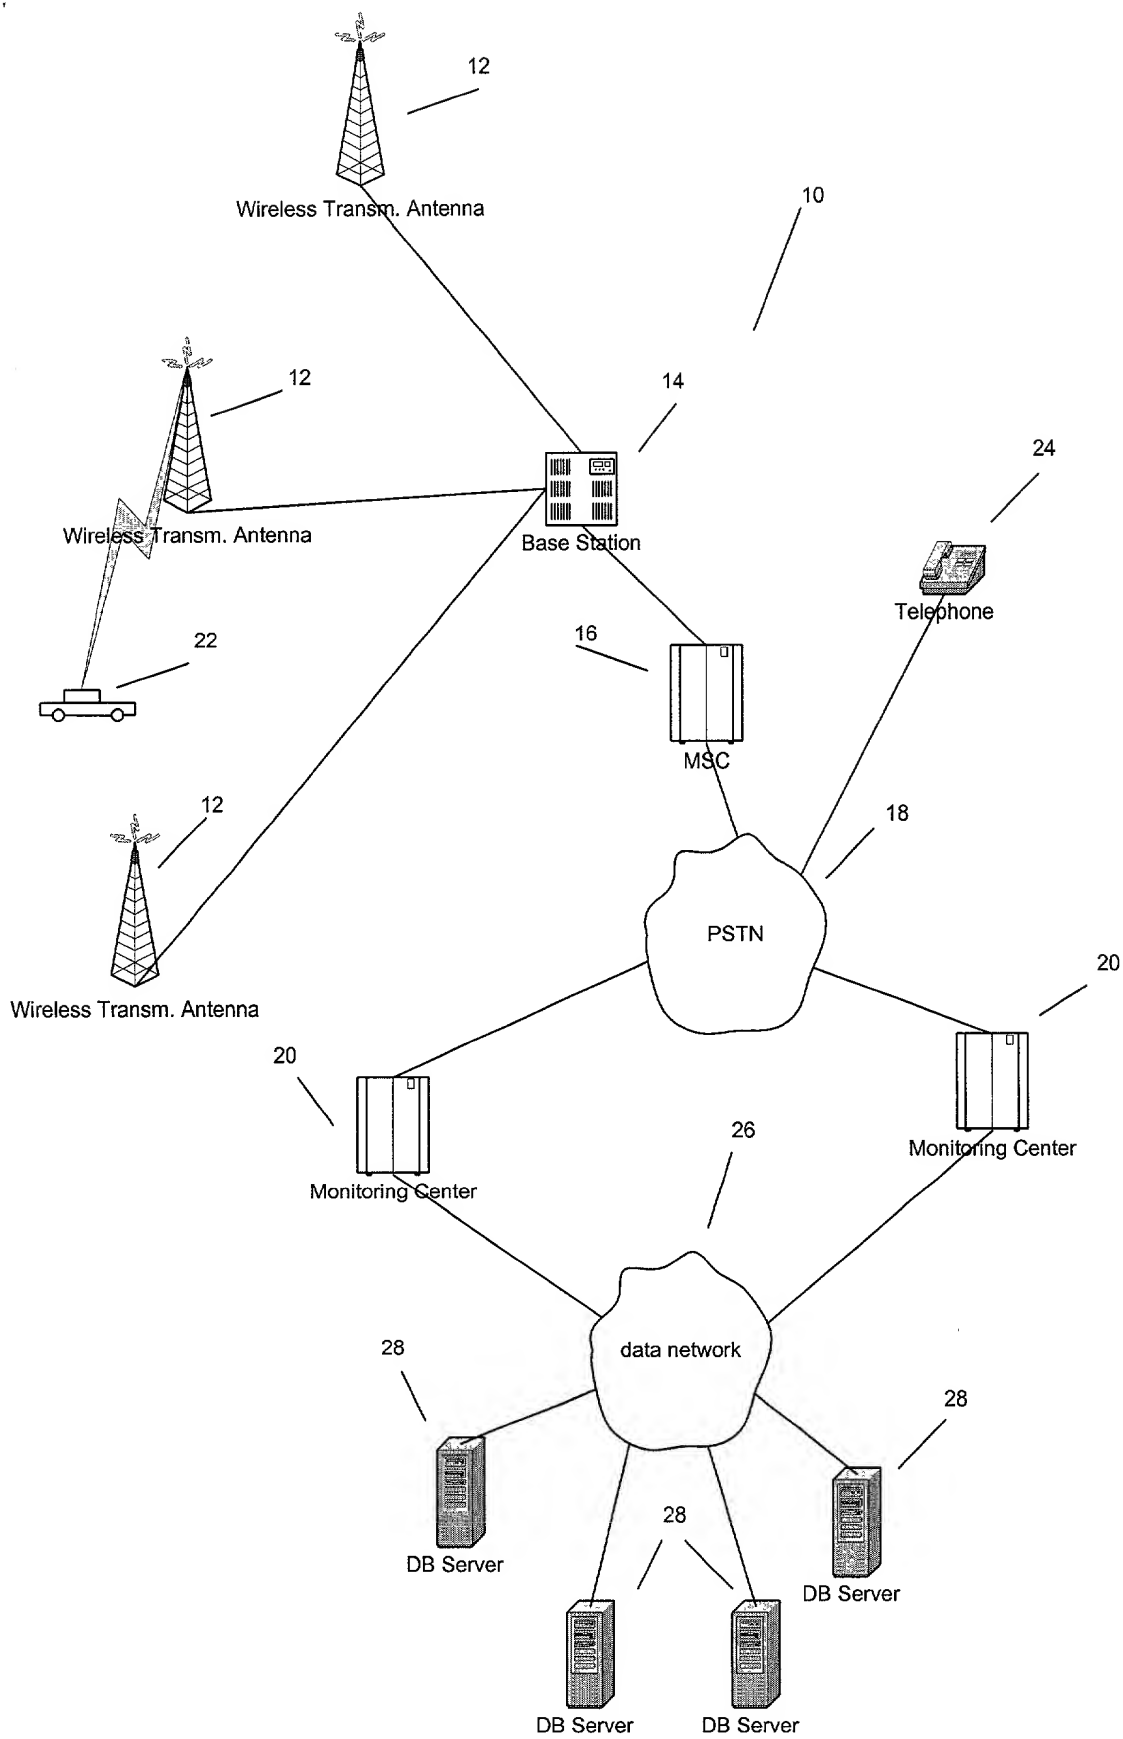 12
Wireless Transm. Antenna
10
12
14
24
Wireless Transm. Antenna
Base Station
Telephone
22
16
MSC
12
18
PSTN
20
Wireless Transm. Antenna
20
26
Monitoring Center
Monitoring Center
28
data network
28
28
DB Server
DB Server
DB Server
DB Server